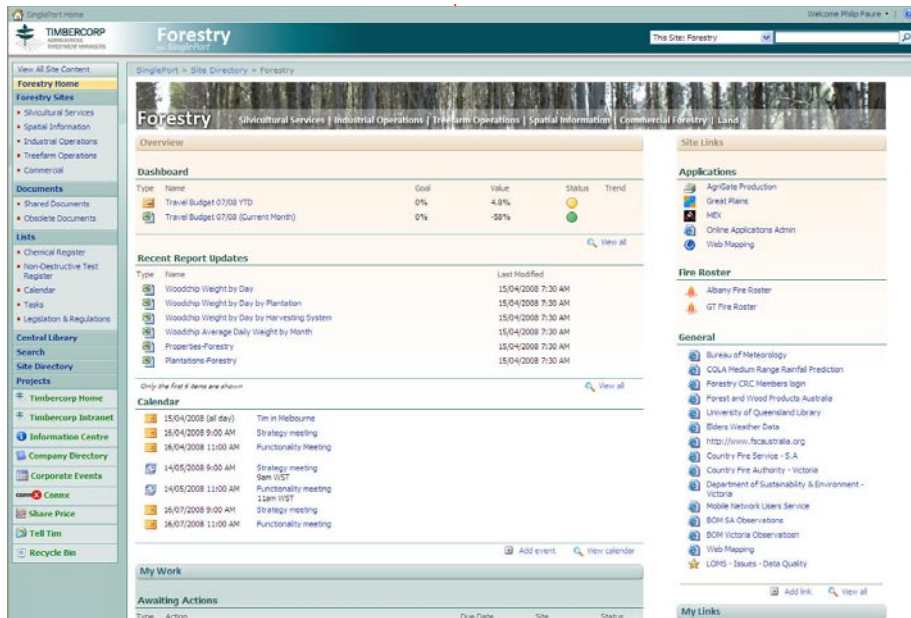 SinglePort Home
Welcome Philip Faure
TIMBERCORP
AGRIBUSINESS
INVESTMENT MANAGERS
Forestry
on SinglePort
This Site: Forestry
View All Site Content
Forestry Home
Forestry Sites
Silvicultural Services
Spatial Information
Industrial Operations
Treefarm Operations
Commercial
Documents
Shared Documents
Obsolete Documents
Lists
Chemical Register
Non-Destructive Test
Register
Calendar
Tasks
Legislation & Regulations
Central Library
Search
Site Directory
Projects
Timbercorp Home
Timbercorp Intranet
Information Centre
Company Directory
Corporate Events
conn Connx
Share Price
Tell Tim
Recycle Bin
SinglePort > Site Directory > Forestry
Forestry
Silvicultural Services | Industrial Operations | Treefarm Operations | Spatial Information | Commercial Forestry | Land
Overview
Dashboard
Type Name Goal Value Status Trend
Travel Budget 07/08 YTD 0% 4.8%
Travel Budget 07/08 (Current Month) 0% -58%
View all
Recent Report Updates
Type Name Last Modified
Woodchip Weight by Day 15/04/2008 7:30 AM
Woodchip Weight by Day by Plantation 15/04/2008 7:30 AM
Woodchip Weight by Day by Harvesting System 15/04/2008 7:30 AM
Woodchip Average Daily Weight by Month 15/04/2008 7:30 AM
Properties-Forestry 15/04/2008 7:30 AM
Plantations-Forestry 15/04/2008 7:30 AM
Only the first 6 items are shown View all
Calendar
15/04/2008 (all day) Tim in Melbourne
16/04/2008 9:00 AM Strategy meeting
16/04/2008 11:00 AM Functionality Meeting
14/05/2008 9:00 AM Strategy meeting
9am WST
14/05/2008 11:00 AM Functionality meeting
11am WST
16/07/2008 9:00 AM Strategy meeting
16/07/2008 11:00 AM Functionality meeting
Add event View calendar
My Work
Awaiting Actions
Type Action Due Date Site Status
Site Links
Applications
AgriGate Production
Great Plains
MEX
Online Applications Admin
Web Mapping
Fire Roster
Albany Fire Roster
GT Fire Roster
General
Bureau of Meteorology
COLA Medium Range Rainfall Prediction
Forestry CRC Members login
Forest and Wood Products Australia
University of Queensland Library
Elders Weather Data
http://www.fscaustralia.org
Country Fire Service - S.A
Country Fire Authority - Victoria
Department of Sustainability & Environment -
Victoria
Mobile Network Users Service
BOM SA Observations
BOM Victoria Observatioen
Web Mapping
LOMS - Issues - Data Quality
Add link View all
My Links